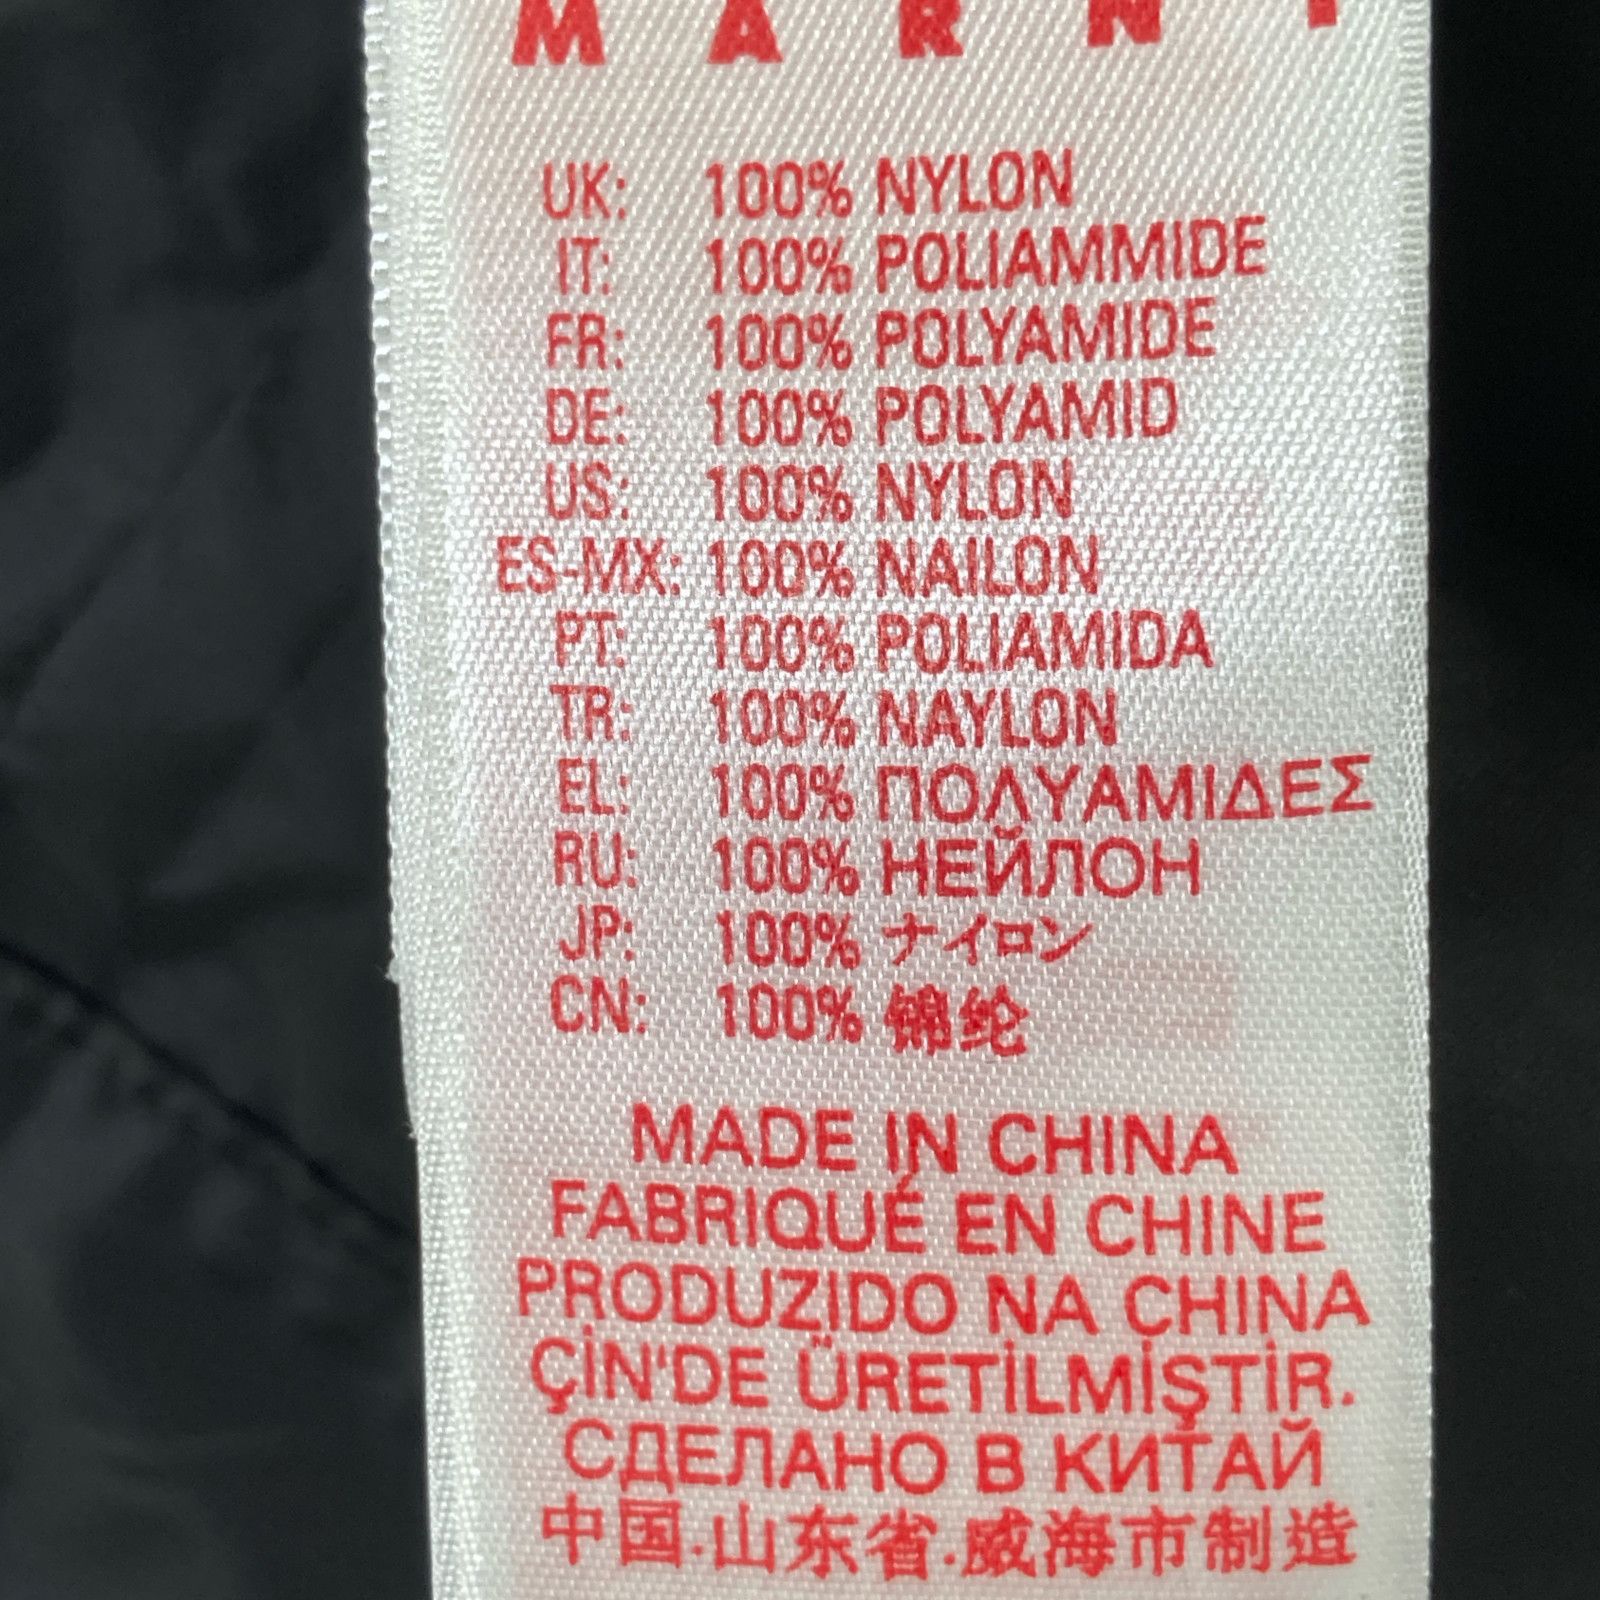 MARNI
UK: 100% NYLON
IT: 100% POLIAMMIDE
FR: 100% POLYAMIDE
DE: 100% POLYAMID
US: 100% NYLON
ES-MX: 100% NAILON
PT: 100% POLIAMIDA
TR: 100% NAYLON
EL: 100% ΠΟΛΥΑΜΙΔΕΣ
RU: 100% НЕЙЛОН
JP: 100% ナイロン
CN: 100% 锦纶
MADE IN CHINA
FABRIQUÉ EN CHINE
PRODUZIDO NA CHINA
ÇİN'DE ÜRETİLMİŞTİR.
СДЕЛАНО В КИТАЙ
中国.山东省.威海市制造